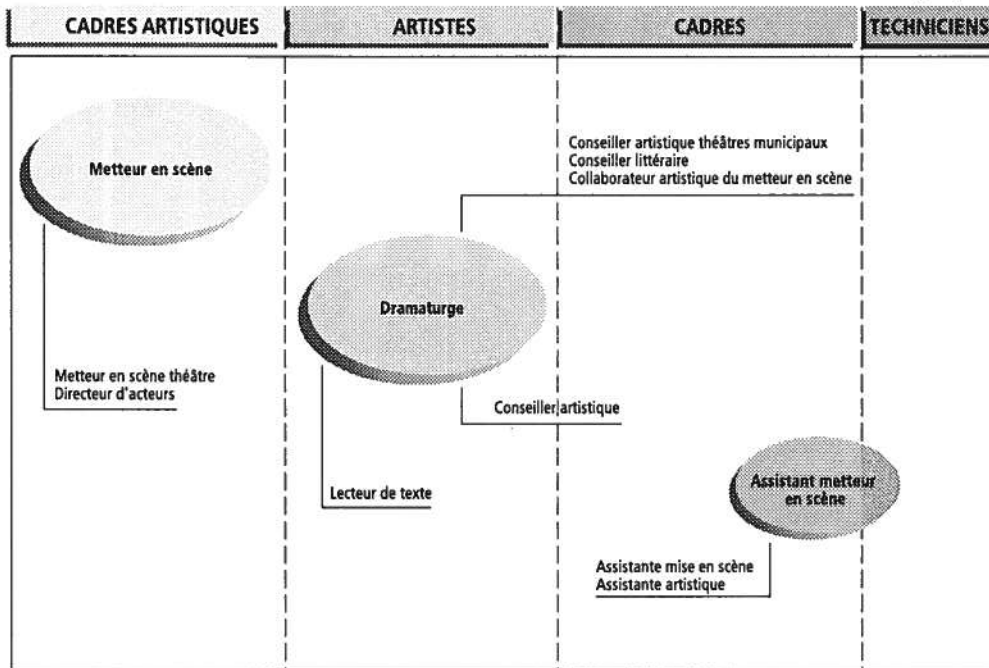 CADRES ARTISTIQUES
ARTISTES
CADRES
TECHNICIENS
Metteur en scène
Conseiller artistique théâtres municipaux
Conseiller littéraire
Collaborateur artistique du metteur en scène
Dramaturge
Metteur en scène théâtre
Directeur d'acteurs
Conseiller artistique
Lecteur de texte
Assistant metteur
en scène
Assistante mise en scène
Assistante artistique